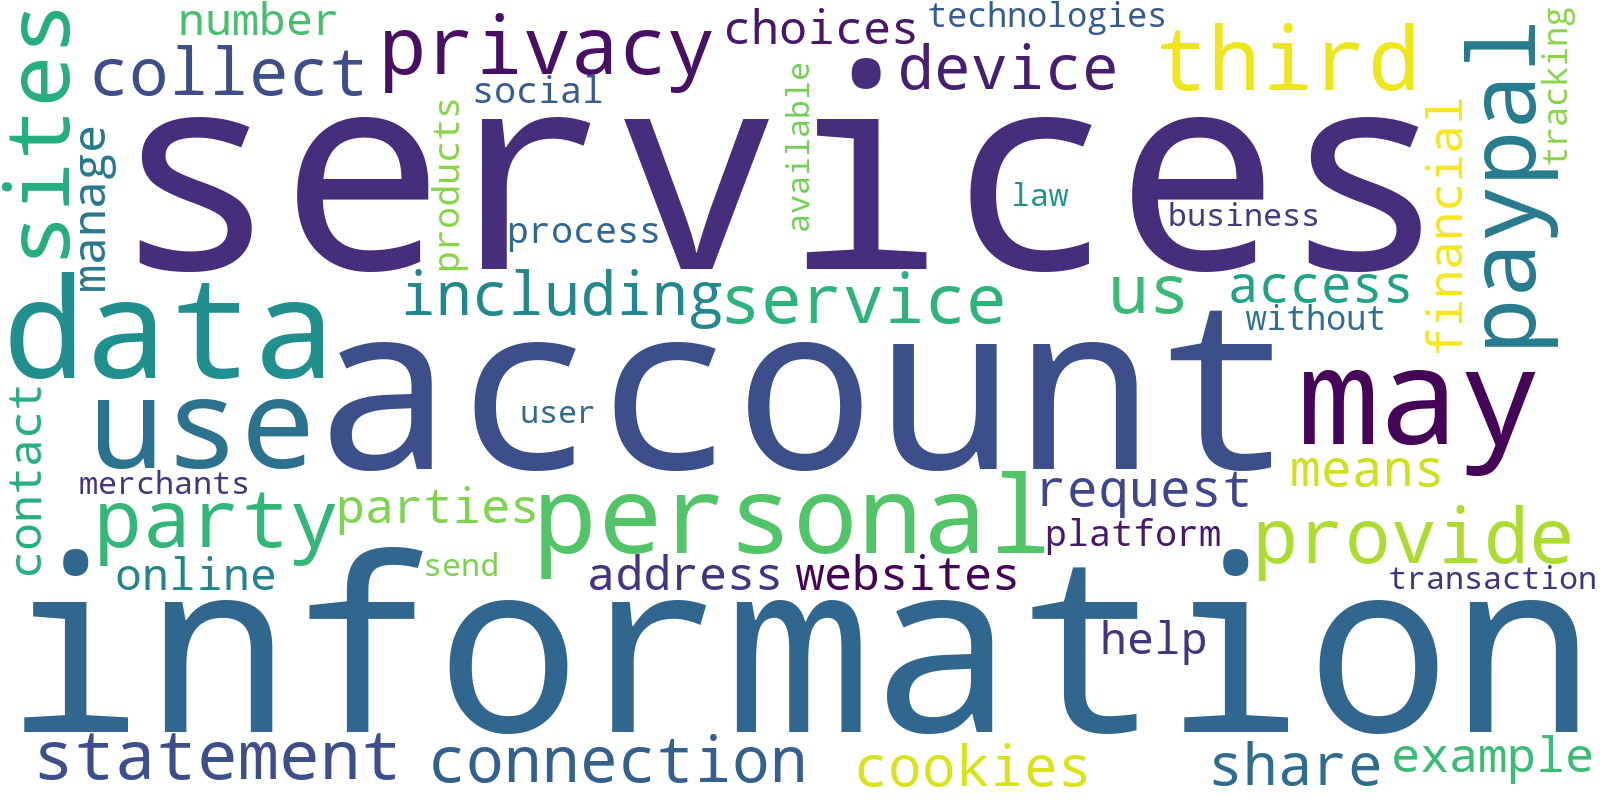 number
choices
technologies
sites
collect
privacy
device
third
paypal
tracking
social
available
manage
products
services
financial
law
business
process
data
including
service
us
access
without
use
account
may
user
contact
merchants
party
parties
personal
request
means
platform
provide
online
send
address
websites
transaction
information
help
statement
connection
cookies
share
example